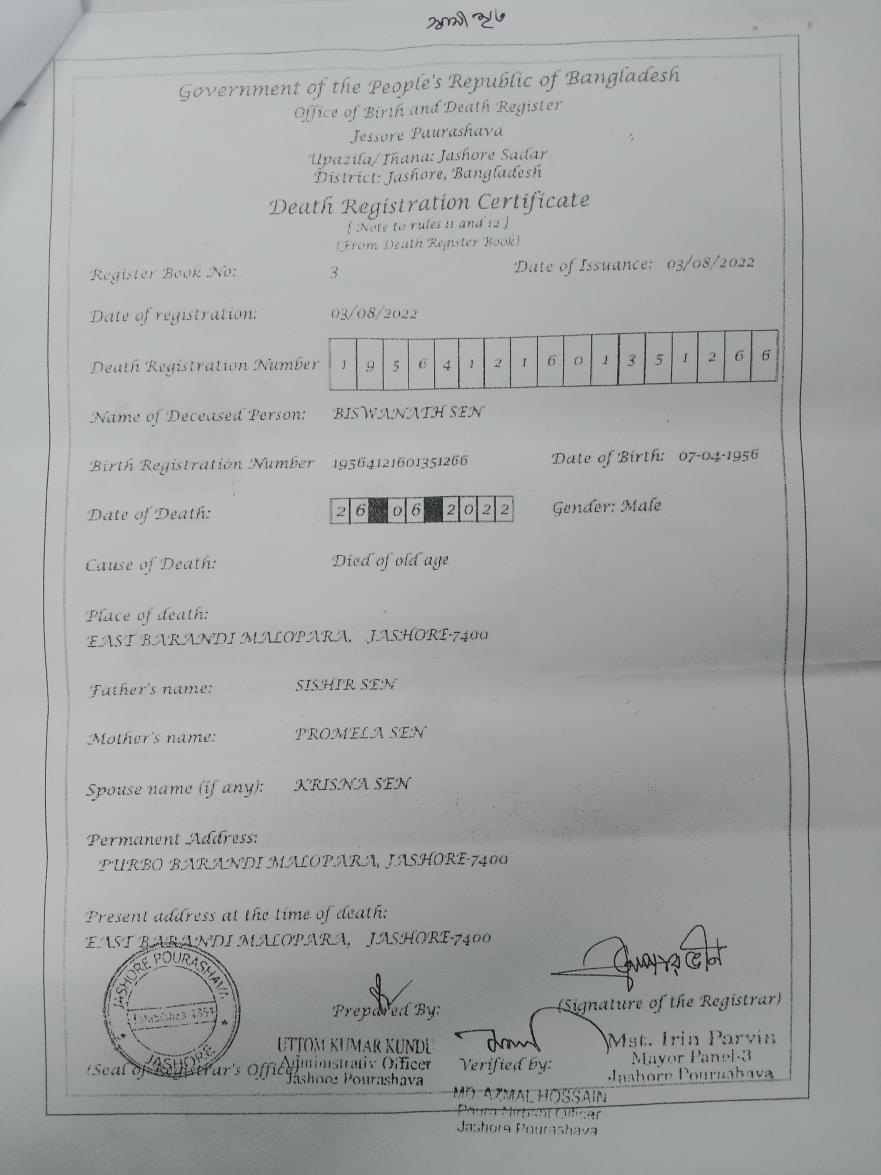 স্বামী মৃত
Government of the People's Republic of Bangladesh
Office of Birth and Death Register
Jessore Paurashava
Upazila/Thana: Jashore Sadar
District: Jashore, Bangladesh
Death Registration Certificate
[ Note to rules 11 and 12 ]
(From Death Register Book)
Register Book No: 3 Date of Issuance: 03/08/2022
Date of registration: 03/08/2022
Death Registration Number 1 9 5 6 4 1 2 1 6 0 1 3 5 1 2 6 6
Name of Deceased Person: BISWANATH SEN
Birth Registration Number 19564121601351266 Date of Birth: 07-04-1956
Date of Death: 2 6 0 6 2 0 2 2 Gender: Male
Cause of Death: Died of old age
Place of death:
EAST BARANDI MALOPARA, JASHORE-7400
Father's name: SISHIR SEN
Mother's name: PROMELA SEN
Spouse name (if any): KRISNA SEN
Permanent Address:
PURBO BARANDI MALOPARA, JASHORE-7400
Present address at the time of death:
EAST BARANDI MALOPARA, JASHORE-7400
JASHORE POURASHAVA
JASHORE
(Seal of Registrar's Office)
Prepared By:
UTTOM KUMAR KUNDU
Administrativ Officer
Jashore Pourashava
Verified by:
MD. AZMAL HOSSAIN
Poura Nirbahi Officer
Jashore Pourashava
(Signature of the Registrar)
Mst. Irin Parvin
Mayor Panel-3
Jashore Pourashava